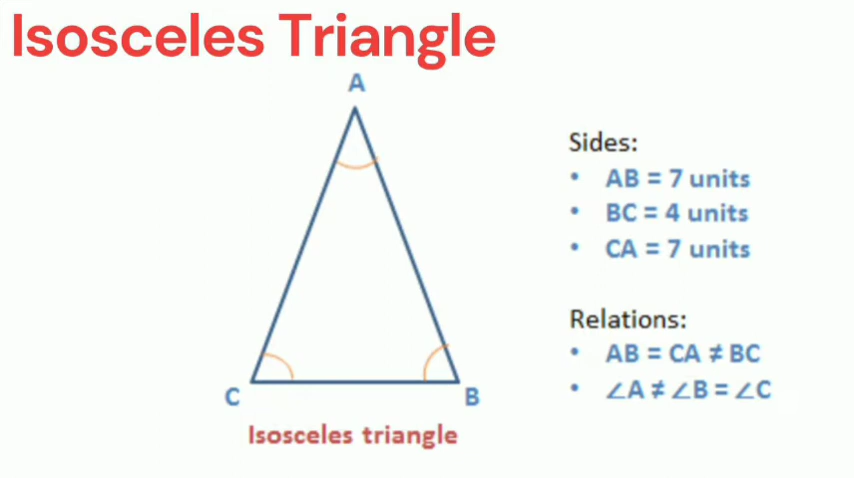 Isosceles Triangle
A
C
B
Isosceles triangle
Sides:
• AB = 7 units
• BC = 4 units
• CA = 7 units
Relations:
• AB = CA ≠ BC
• ∠A ≠ ∠B = ∠C